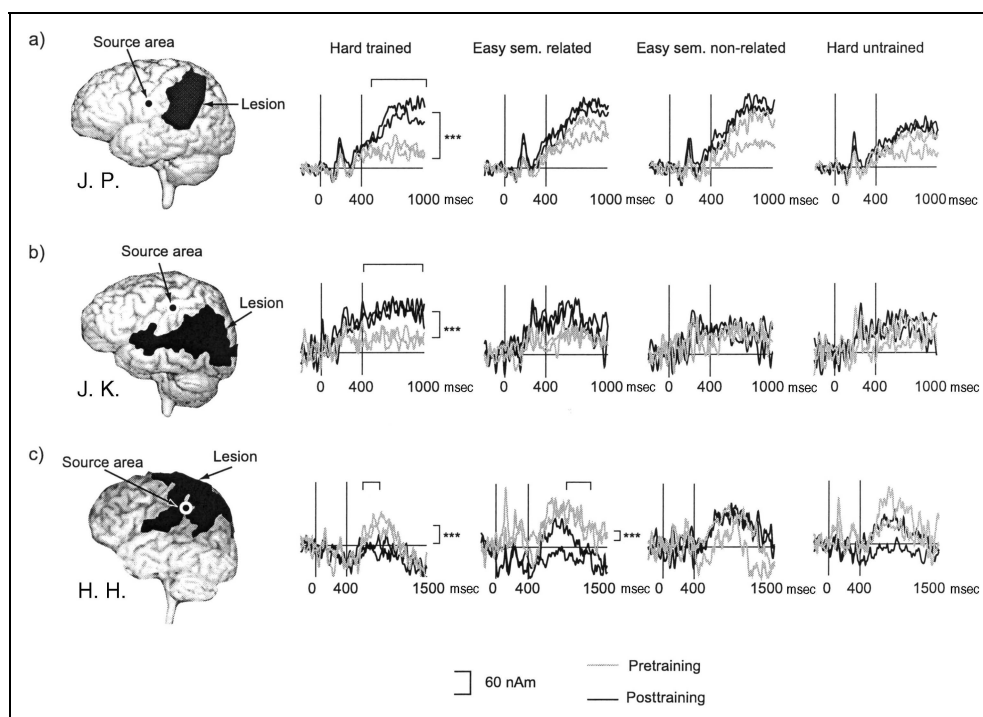 a)
Source area
Hard trained
Easy sem. related
Easy sem. non-related
Hard untrained
Lesion
***
J. P.
0 400 1000 msec
0 400 1000 msec
0 400 1000 msec
0 400 1000 msec
b)
Source area
Lesion
***
J. K.
0 400 1000 msec
0 400 1000 msec
0 400 1000 msec
0 400 1000 msec
c)
Lesion
Source area
***
***
H. H.
0 400 1500 msec
0 400 1500 msec
0 400 1500 msec
0 400 1500 msec
60 nAm
Pretraining
Posttraining